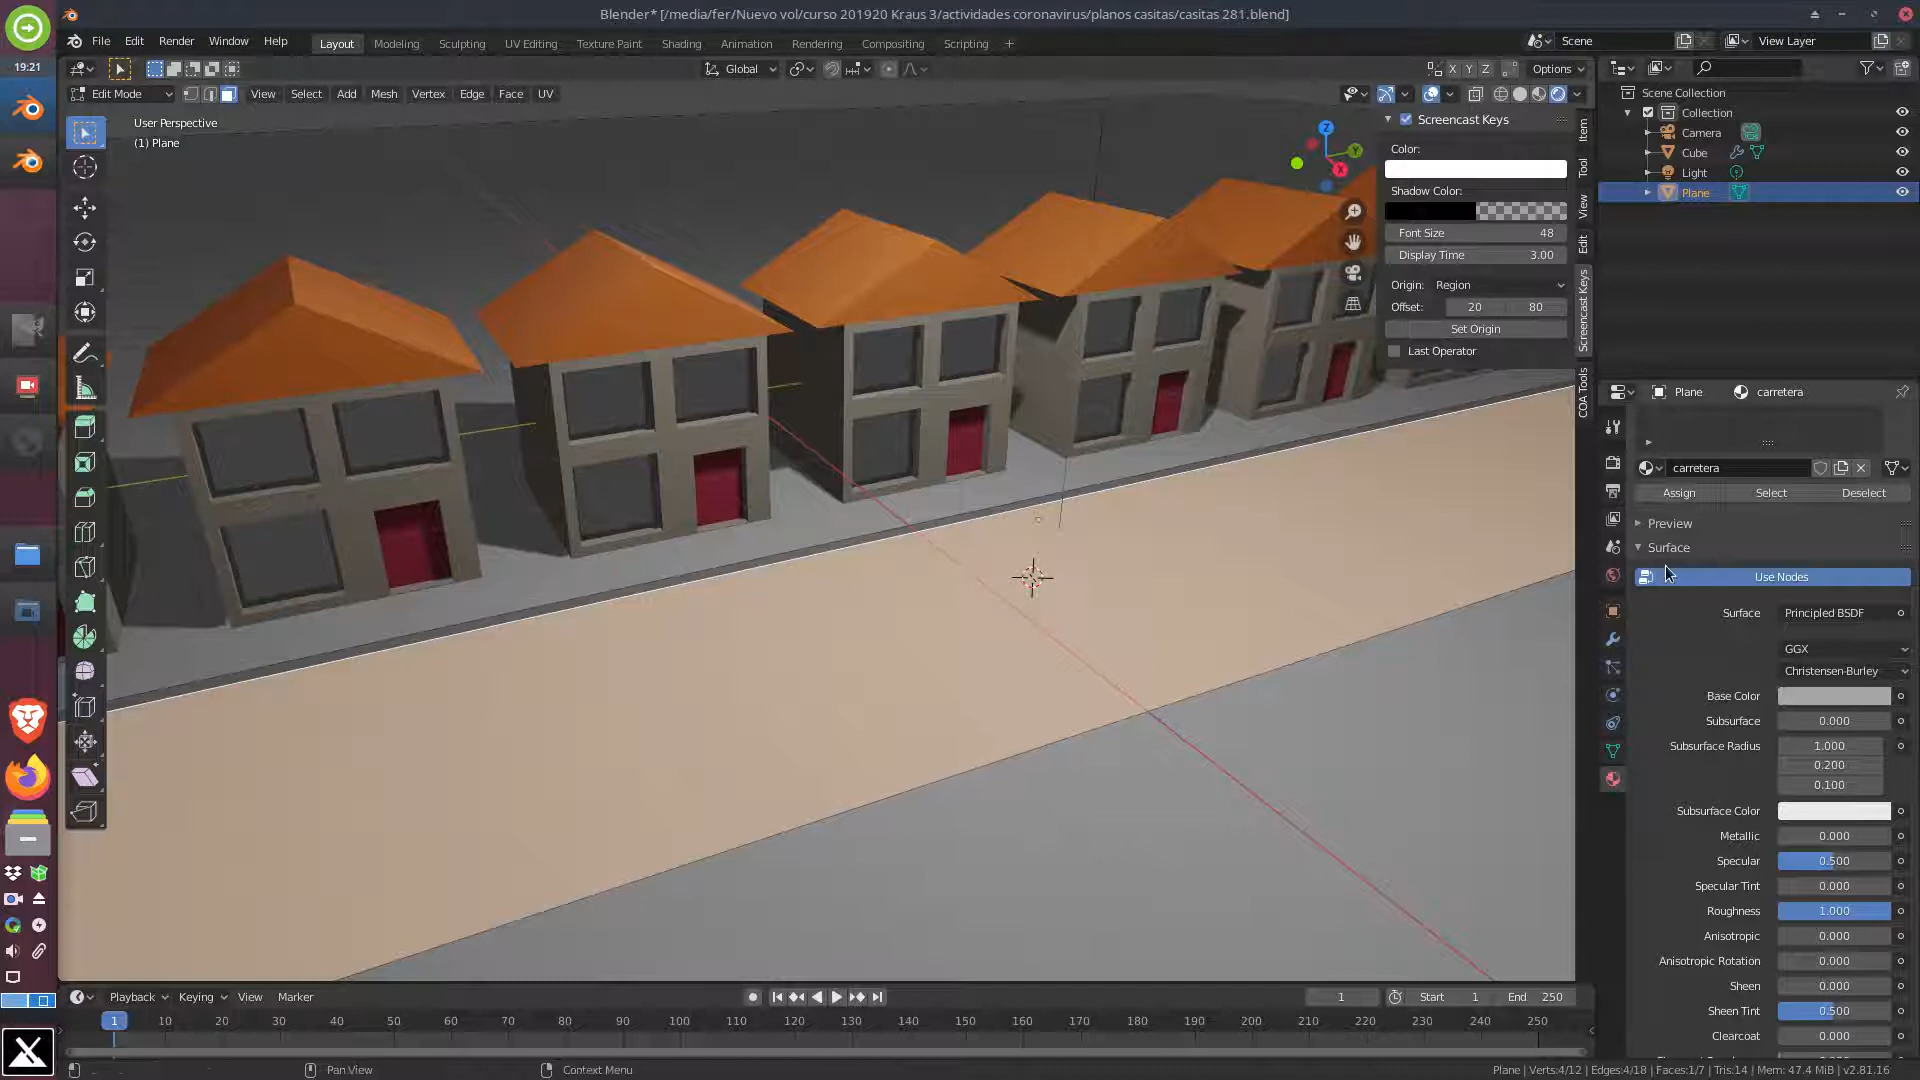 Blender* [/media/fer/Nuevo vol/curso 201920 Kraus 3/actividades coronavirus/planos casitas/casitas 281.blend]
19:21
File Edit Render Window Help
Layout Modeling Sculpting UV Editing Texture Paint Shading Animation Rendering Compositing Scripting +
Scene
View Layer
Global
X Y Z
Options
Edit Mode
View Select Add Mesh Vertex Edge Face UV
User Perspective
(1) Plane
Z
Y
X
Screencast Keys
Color:
Shadow Color:
Font Size 48
Display Time 3.00
Origin: Region
Offset: 20 80
Set Origin
Last Operator
Item
Tool
View
Edit
Screencast Keys
COA Tools
Scene Collection
Collection
Camera
Cube
Light
Plane
Plane carretera
carretera
Assign Select Deselect
Preview
Surface
Use Nodes
Surface Principled BSDF
GGX
Christensen-Burley
Base Color
Subsurface 0.000
Subsurface Radius 1.000
0.200
0.100
Subsurface Color
Metallic 0.000
Specular 0.500
Specular Tint 0.000
Roughness 1.000
Anisotropic 0.000
Anisotropic Rotation 0.000
Sheen 0.000
Sheen Tint 0.500
Clearcoat 0.000
Playback Keying View Marker
1 Start 1 End 250
1 10 20 30 40 50 60 70 80 90 100 110 120 130 140 150 160 170 180 190 200 210 220 230 240 250
Pan View
Context Menu
Plane | Verts:4/12 | Edges:4/18 | Faces:1/7 | Tris:14 | Mem: 47.4 MiB | v2.81.16